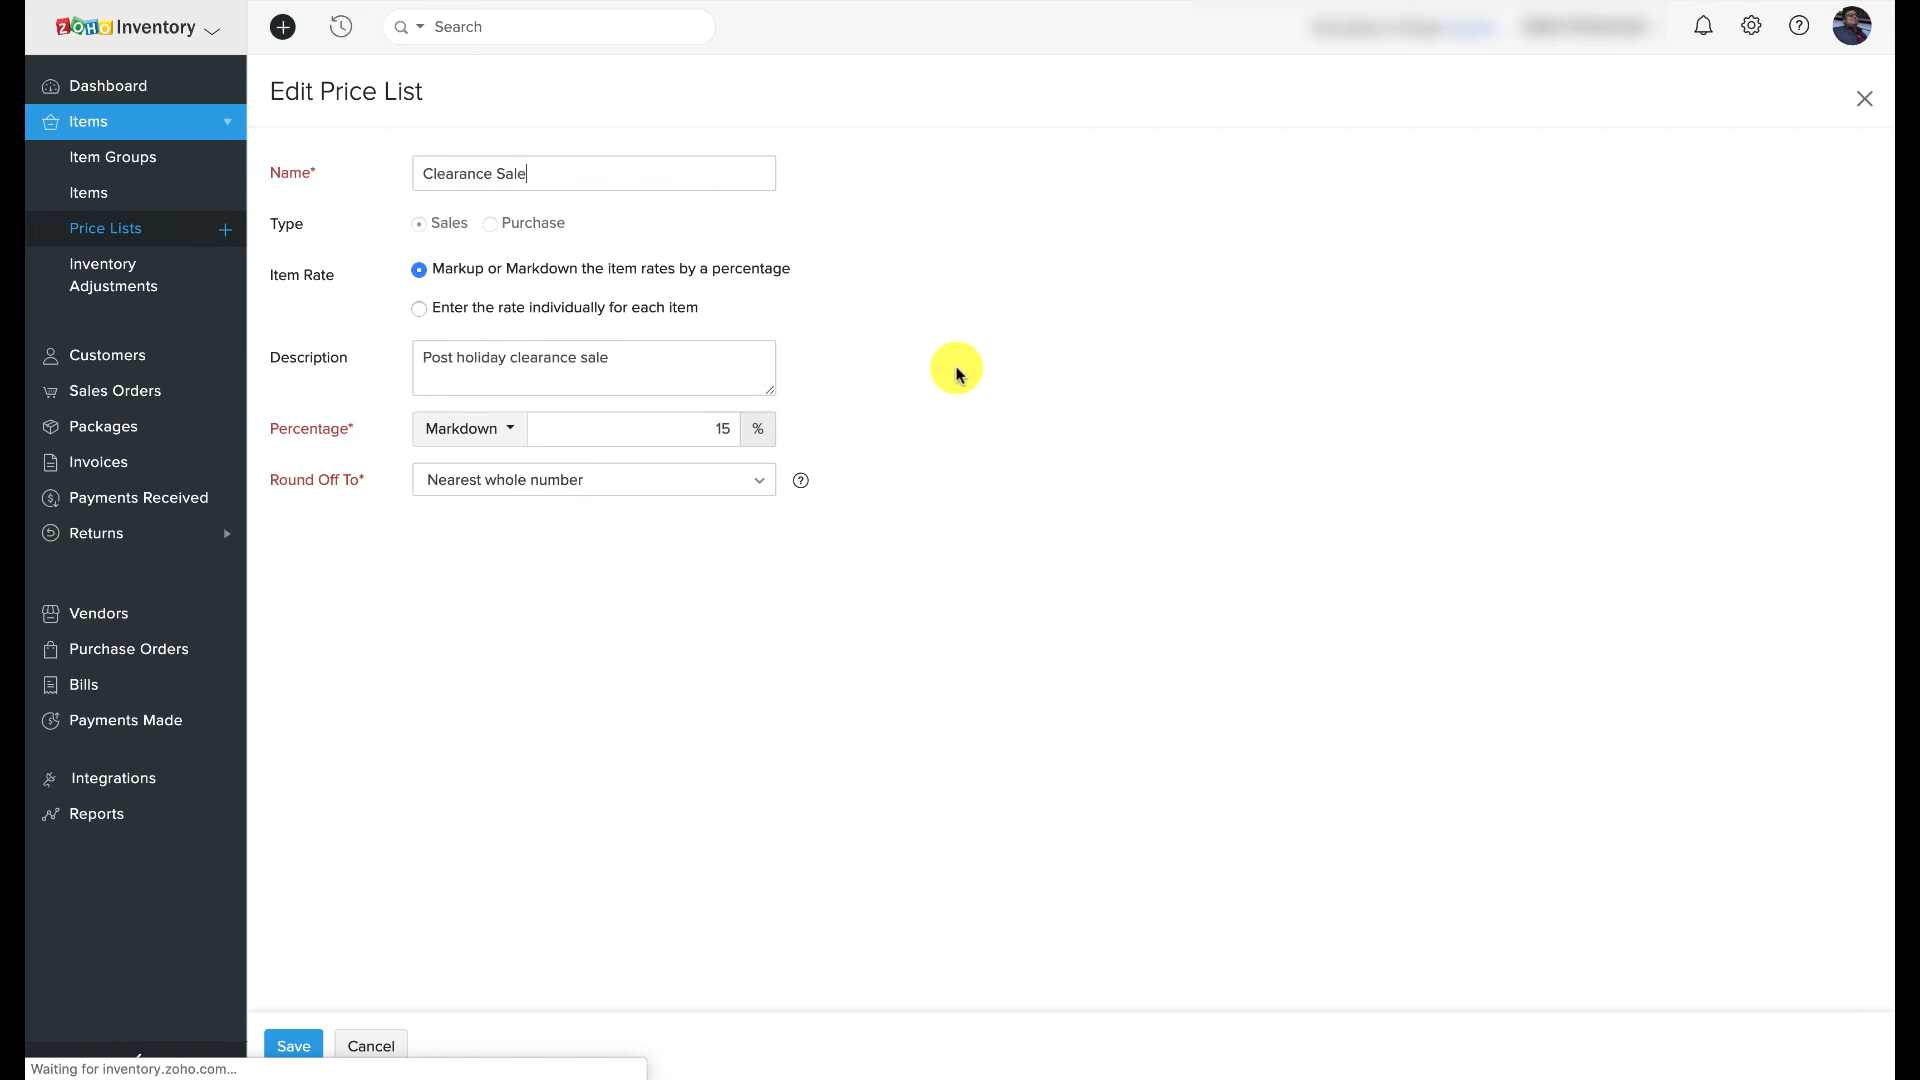 ZOHO Inventory
Search
Dashboard
Items
Item Groups
Items
Price Lists
Inventory
Adjustments
Customers
Sales Orders
Packages
Invoices
Payments Received
Returns
Vendors
Purchase Orders
Bills
Payments Made
Integrations
Reports
Edit Price List
Name* Clearance Sale
Type Sales Purchase
Item Rate Markup or Markdown the item rates by a percentage
Enter the rate individually for each item
Description Post holiday clearance sale
Percentage* Markdown 15 %
Round Off To* Nearest whole number
Save Cancel
Waiting for inventory.zoho.com...